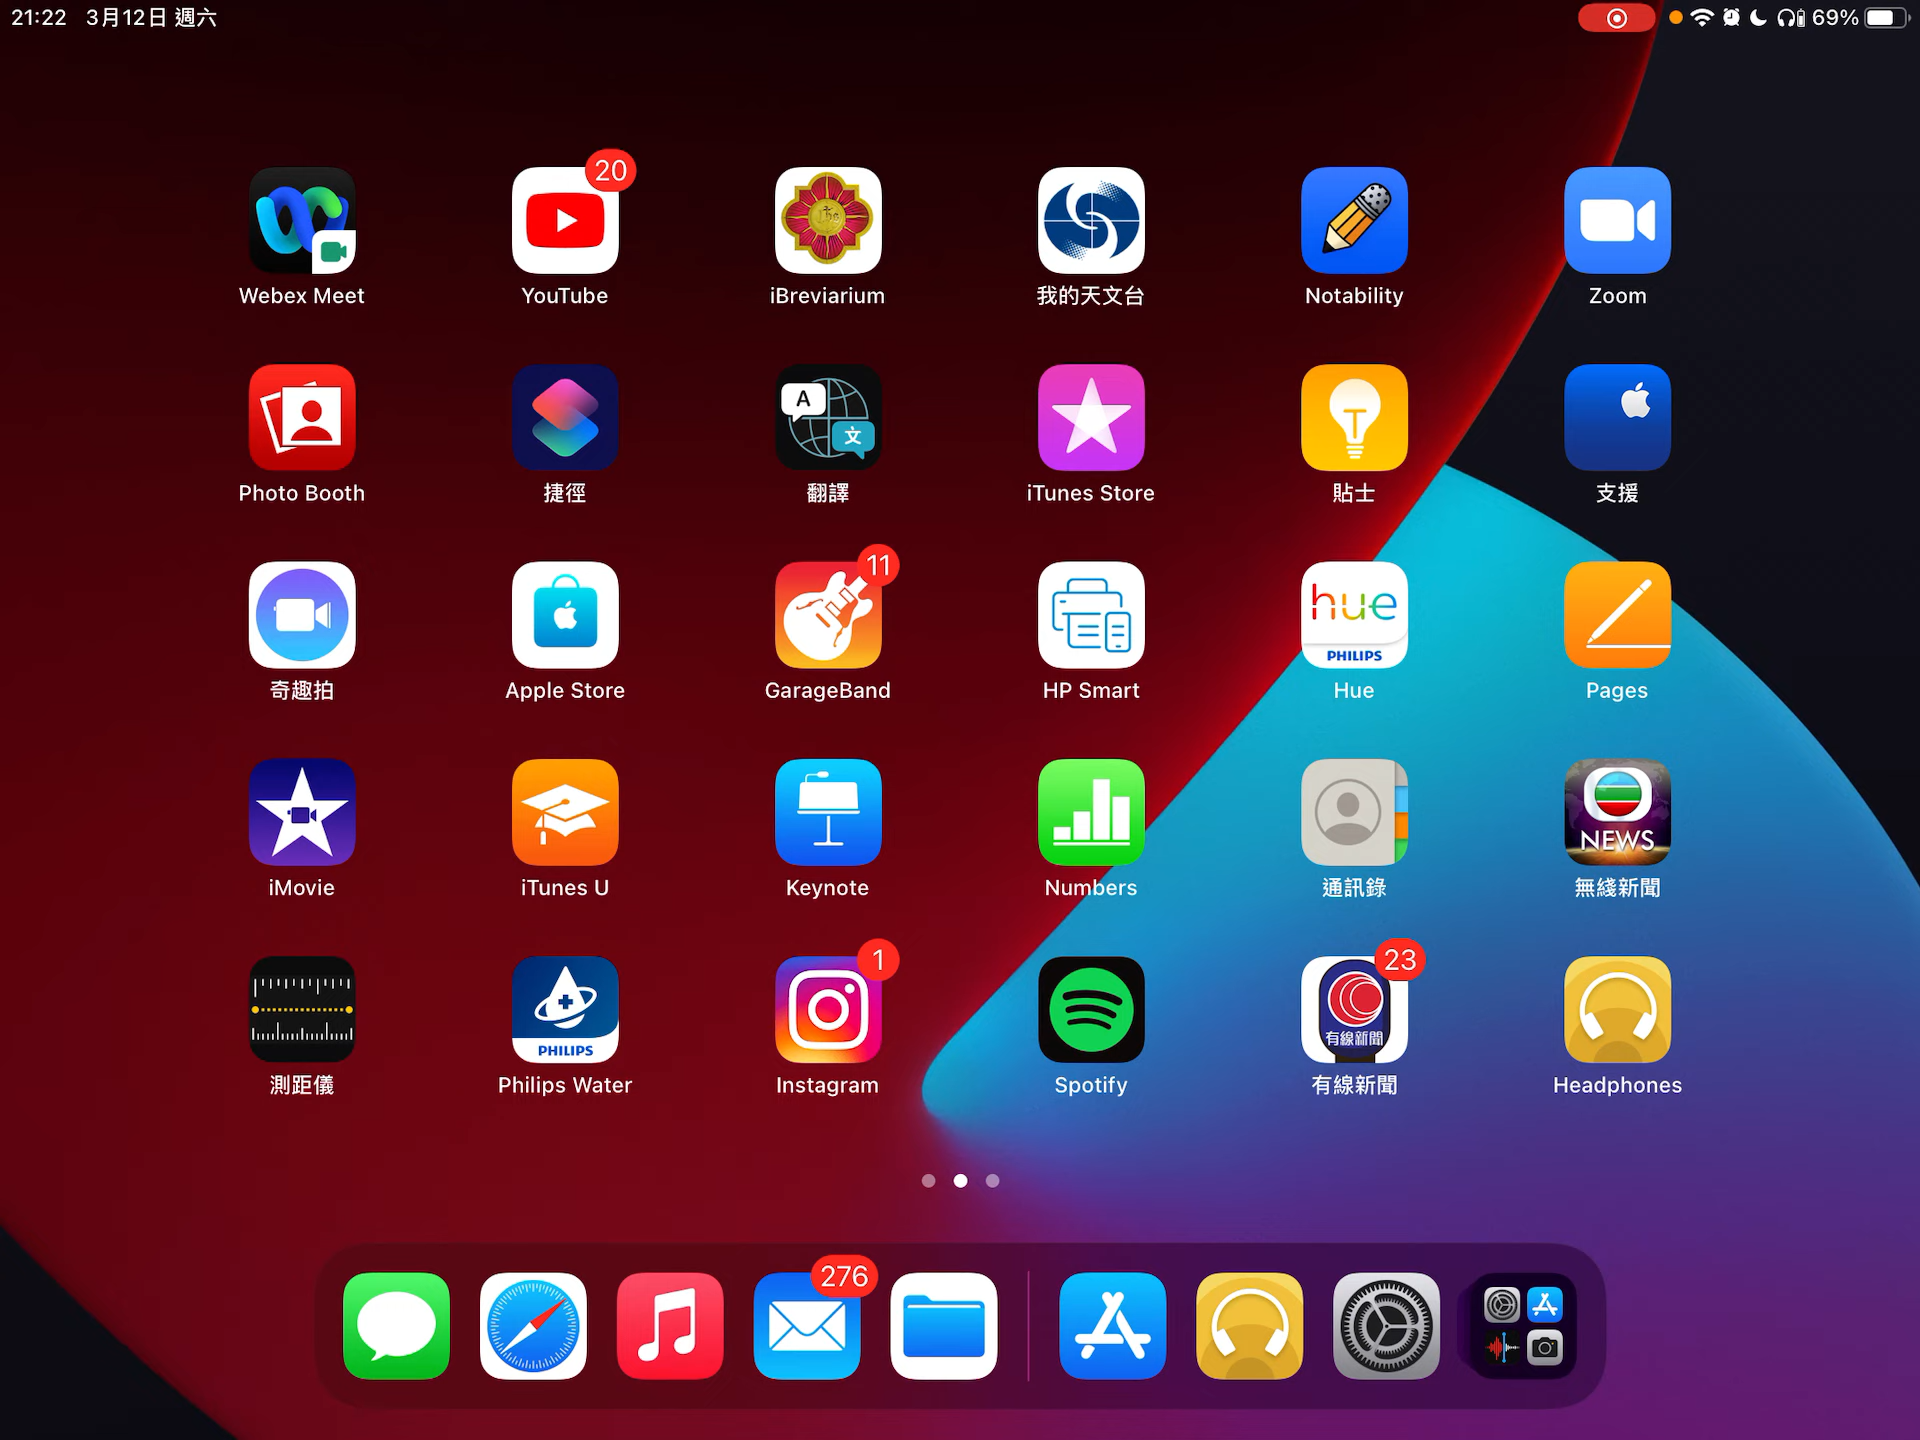 21:22 3月12日 週六
69%
20
Webex Meet
YouTube
iBreviarium
我的天文台
Notability
Zoom
A
文
T
Photo Booth
捷徑
翻譯
iTunes Store
貼士
支援
11
hue
PHILIPS
奇趣拍
Apple Store
GarageBand
HP Smart
Hue
Pages
NEWS
iMovie
iTunes U
Keynote
Numbers
通訊錄
無綫新聞
1
23
PHILIPS
有線新聞
測距儀
Philips Water
Instagram
Spotify
有線新聞
Headphones
276